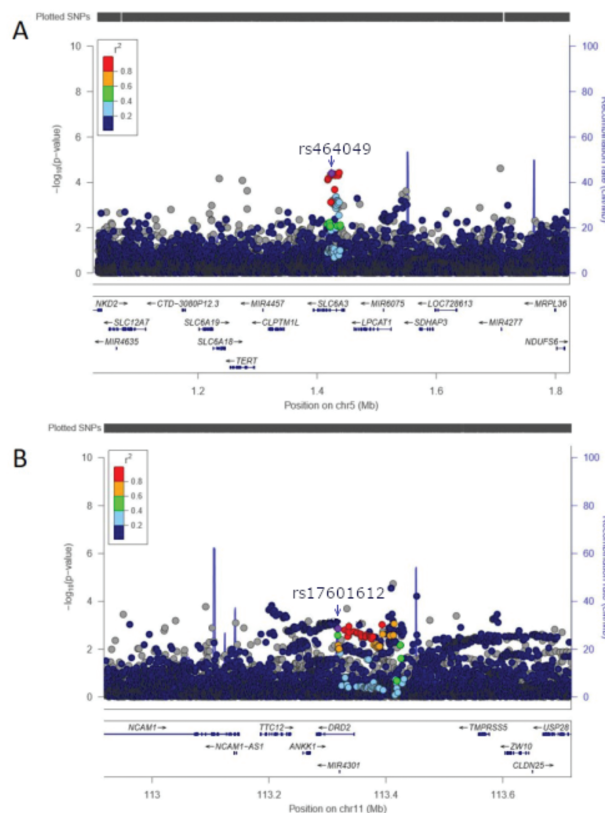 Plotted SNPs
A
r²
0.8
0.6
0.4
0.2
rs464049
10
8
6
4
2
0
−log₁₀(p-value)
100
80
60
40
20
0
Recombination Rate (cM/Mb)
NKD2→ CTD−3080P12.3 ←MIR4457 ←SLC6A3 ←MIR6075 ←LOC728613 ←MRPL36
←SLC12A7 SLC6A19→ ←CLPTM1L ←LPCAT1 ←SDHAP3 ←MIR4277
←MIR4635 SLC6A18→ NDUFS6→
←TERT
1.2 1.4 1.6 1.8
Position on chr5 (Mb)
Plotted SNPs
B
r²
0.8
0.6
0.4
0.2
rs17601612
10
8
6
4
2
0
−log₁₀(p-value)
100
80
60
40
20
0
NCAM1→ TTC12→ ←DRD2 ←TMPRSS5 ←USP28
←NCAM1−AS1 ANKK1→ ←ZW10
←MIR4301 CLDN25→
113 113.2 113.4 113.6
Position on chr11 (Mb)